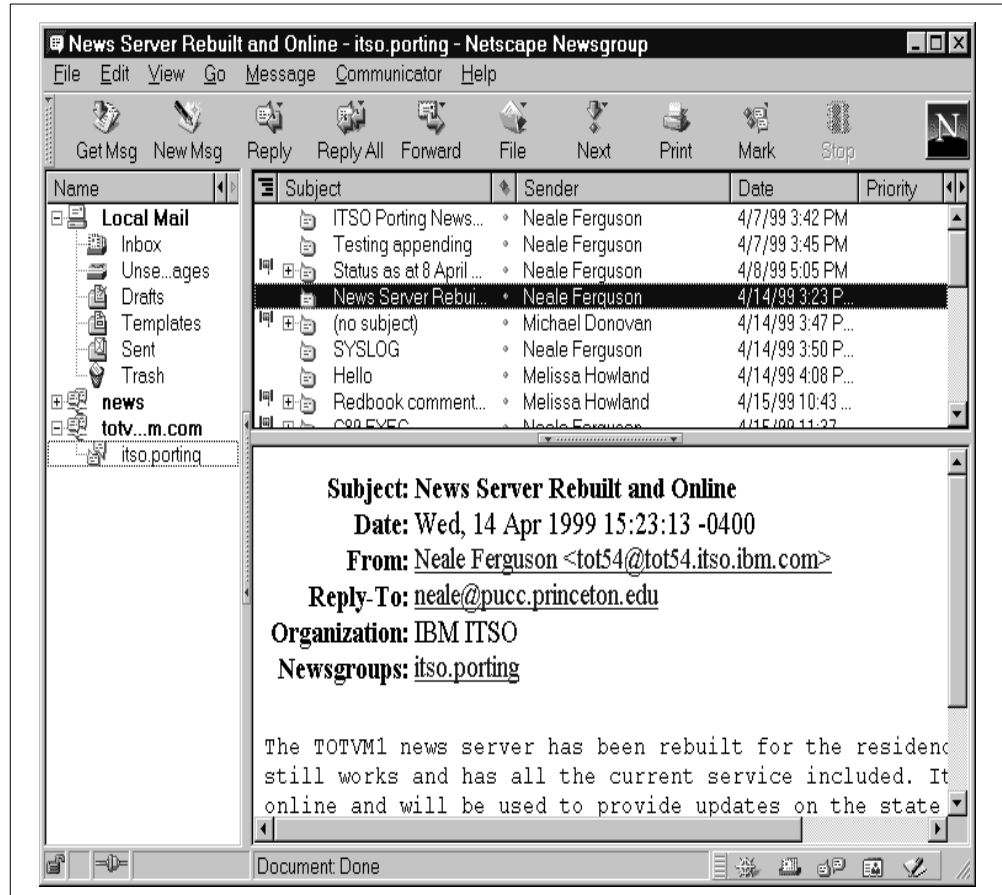 News Server Rebuilt and Online - itso.porting - Netscape Newsgroup
File Edit View Go Message Communicator Help
Get Msg New Msg Reply Reply All Forward File Next Print Mark Stop
N
Name
Local Mail
Inbox
Unse...ages
Drafts
Templates
Sent
Trash
news
totv...m.com
itso.porting
Subject Sender Date Priority
ITSO Porting News... Neale Ferguson 4/7/99 3:42 PM
Testing appending Neale Ferguson 4/7/99 3:45 PM
Status as at 8 April ... Neale Ferguson 4/8/99 5:05 PM
News Server Rebui... Neale Ferguson 4/14/99 3:23 P...
(no subject) Michael Donovan 4/14/99 3:47 P...
SYSLOG Neale Ferguson 4/14/99 3:50 P...
Hello Melissa Howland 4/14/99 4:08 P...
Redbook comment... Melissa Howland 4/15/99 10:43 ...
C89 EXEC Neale Ferguson 4/15/99 11:37
Subject: News Server Rebuilt and Online
Date: Wed, 14 Apr 1999 15:23:13 -0400
From: Neale Ferguson <tot54@tot54.itso.ibm.com>
Reply-To: neale@pucc.princeton.edu
Organization: IBM ITSO
Newsgroups: itso.porting
The TOTVM1 news server has been rebuilt for the residenc
still works and has all the current service included. It
online and will be used to provide updates on the state
Document: Done